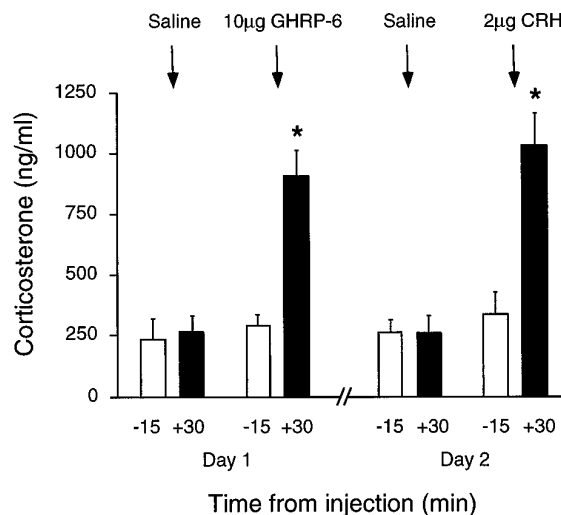 Saline 10µg GHRP-6 Saline 2µg CRH
1250
1000
750
500
250
0
Corticosterone (ng/ml)
* *
-15 +30 -15 +30 -15 +30 -15 +30
Day 1 Day 2
Time from injection (min)